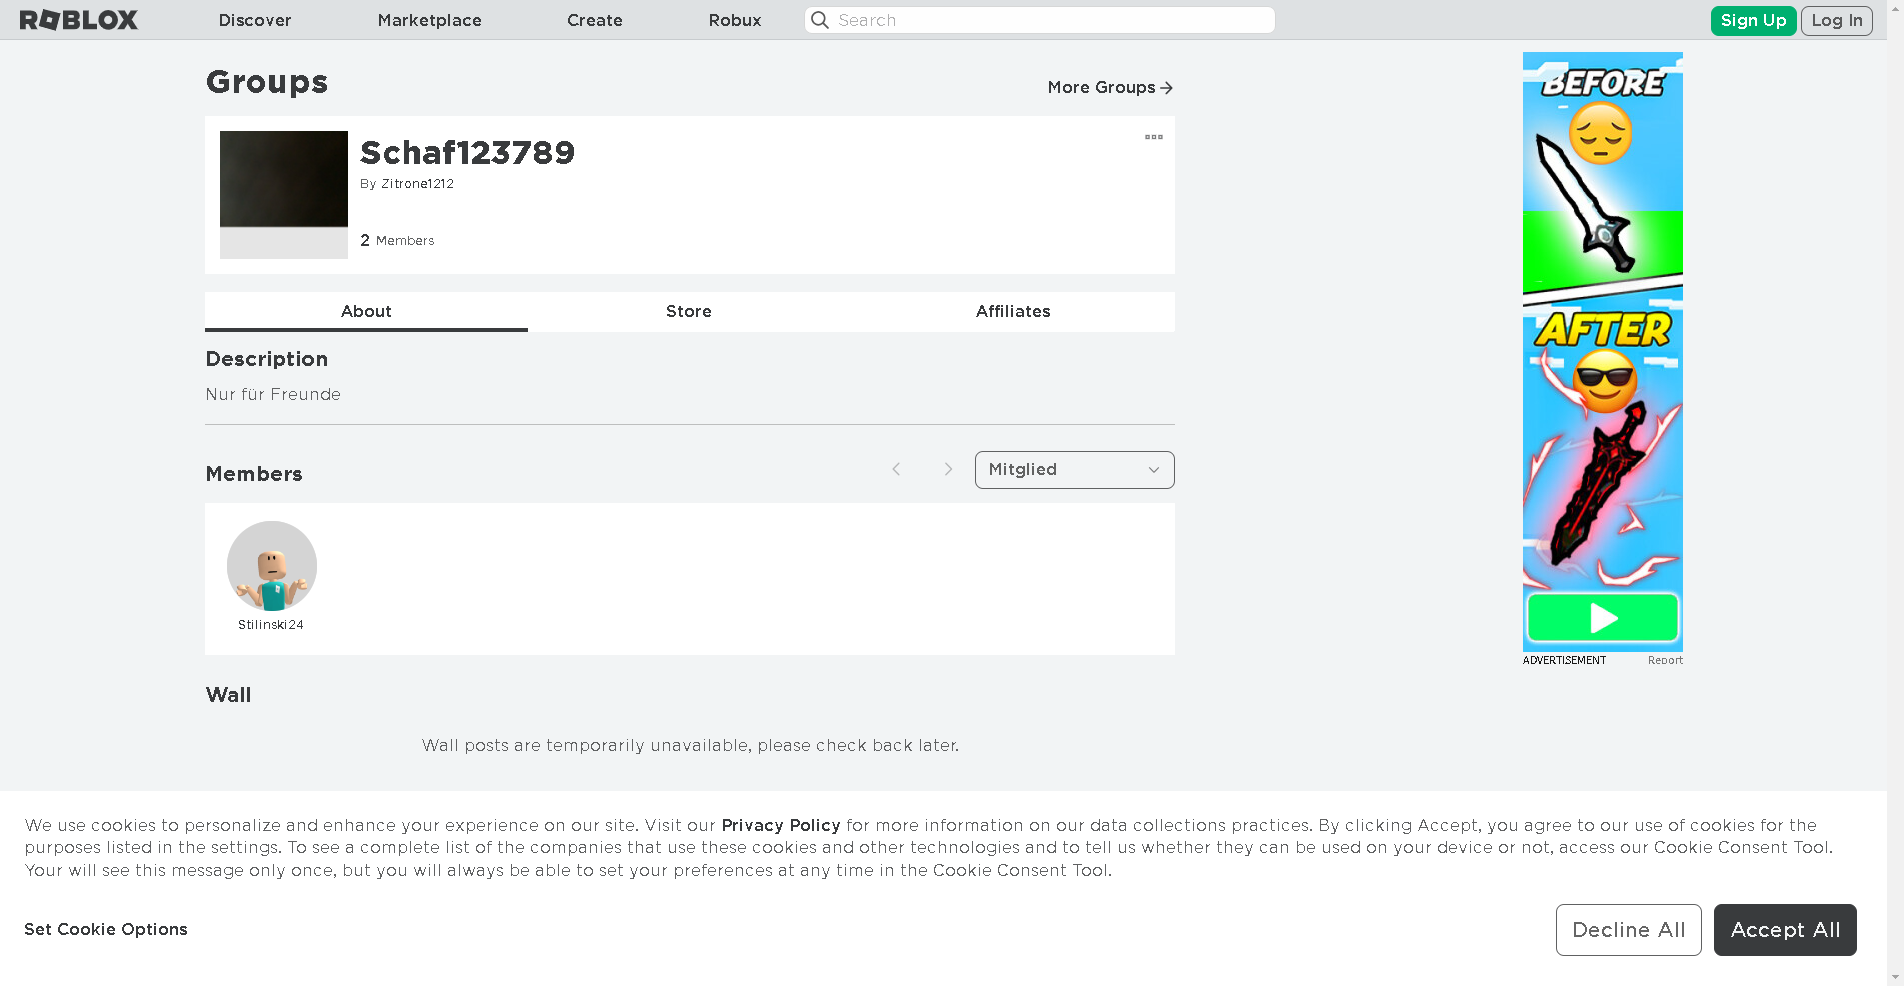 ROBLOX
Discover
Marketplace
Create
Robux
Search
Sign Up
Log In
Groups
More Groups
Schaf123789
By Zitrone1212
2 Members
About
Store
Affiliates
Description
Nur für Freunde
Members
Mitglied
Stilinski24
Wall
Wall posts are temporarily unavailable, please check back later.
BEFORE
AFTER
ADVERTISEMENT
Report
We use cookies to personalize and enhance your experience on our site. Visit our Privacy Policy for more information on our data collections practices. By clicking Accept, you agree to our use of cookies for the
purposes listed in the settings. To see a complete list of the companies that use these cookies and other technologies and to tell us whether they can be used on your device or not, access our Cookie Consent Tool.
Your will see this message only once, but you will always be able to set your preferences at any time in the Cookie Consent Tool.
Set Cookie Options
Decline All
Accept All